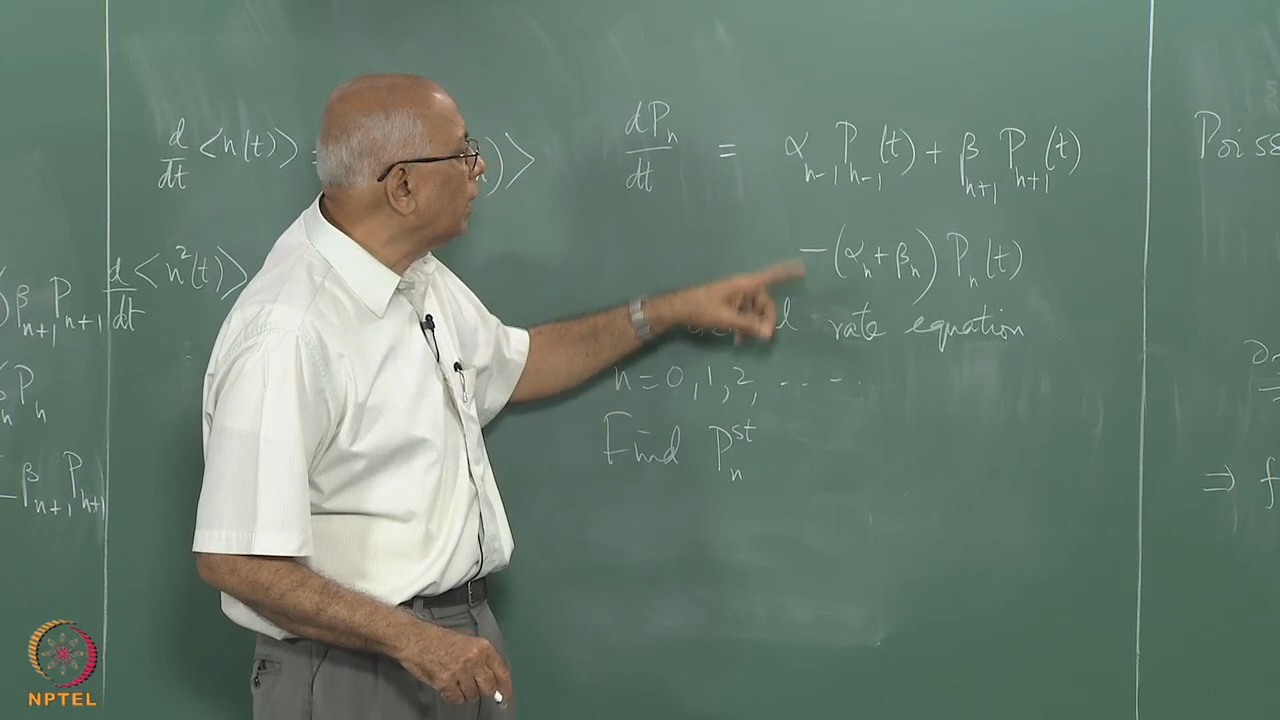 d/dt <n(t)> = n)>
d/dt <n²(t)>
β_{n+1} P_{n+1}
P_n
β_{n+1} P_{n+1}
dP_n/dt = α_{n-1} P_{n-1}(t) + β_{n+1} P_{n+1}(t)
-(α_n + β_n) P_n(t)
rate equation
n = 0, 1, 2, ....
Find P_n^{st}
Poiss
⇒ f
NPTEL